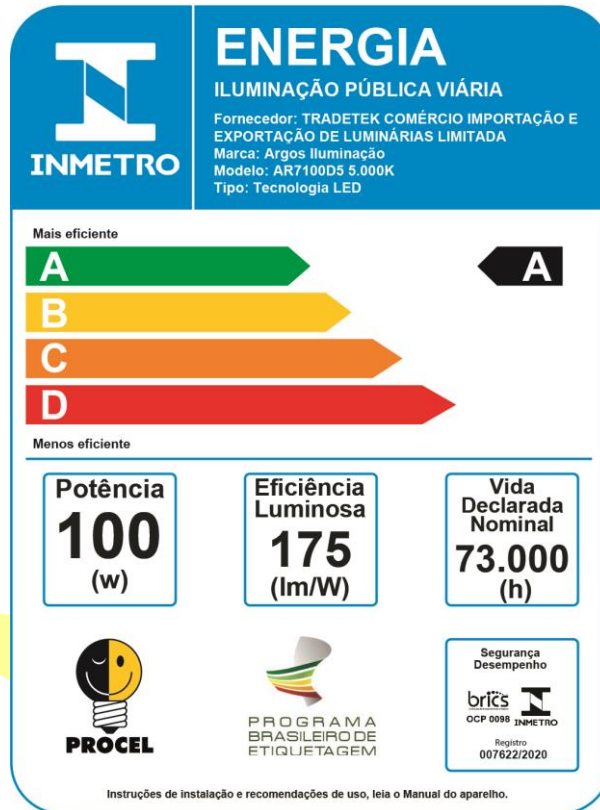 ENERGIA
ILUMINAÇÃO PÚBLICA VIÁRIA
Fornecedor: TRADETEK COMÉRCIO IMPORTAÇÃO E
EXPORTAÇÃO DE LUMINÁRIAS LIMITADA
Marca: Argos Iluminação
Modelo: AR7100D5 5.000K
Tipo: Tecnologia LED
INMETRO
Mais eficiente
A
A
B
C
D
Menos eficiente
Potência
100
(w)
Eficiência
Luminosa
175
(lm/W)
Vida
Declarada
Nominal
73.000
(h)
PROCEL
PROGRAMA
BRASILEIRO DE
ETIQUETAGEM
Segurança
Desempenho
brics
OCP 0098
INMETRO
Registro
007622/2020
Instruções de instalação e recomendações de uso, leia o Manual do aparelho.